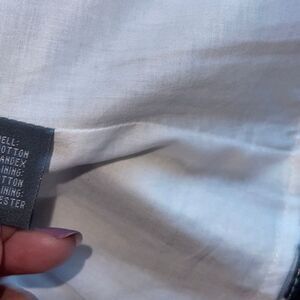 ELL:
OTTON
ANDEX
INING:
OTTON
INING:
ESTER